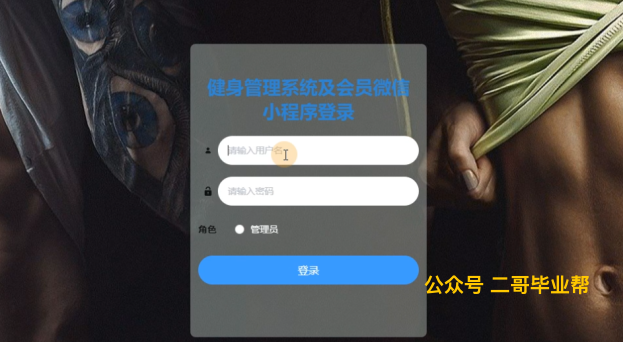 健身管理系统及会员微信
小程序登录
请输入用户名
请输入密码
角色 管理员
登录
公众号 二哥毕业帮